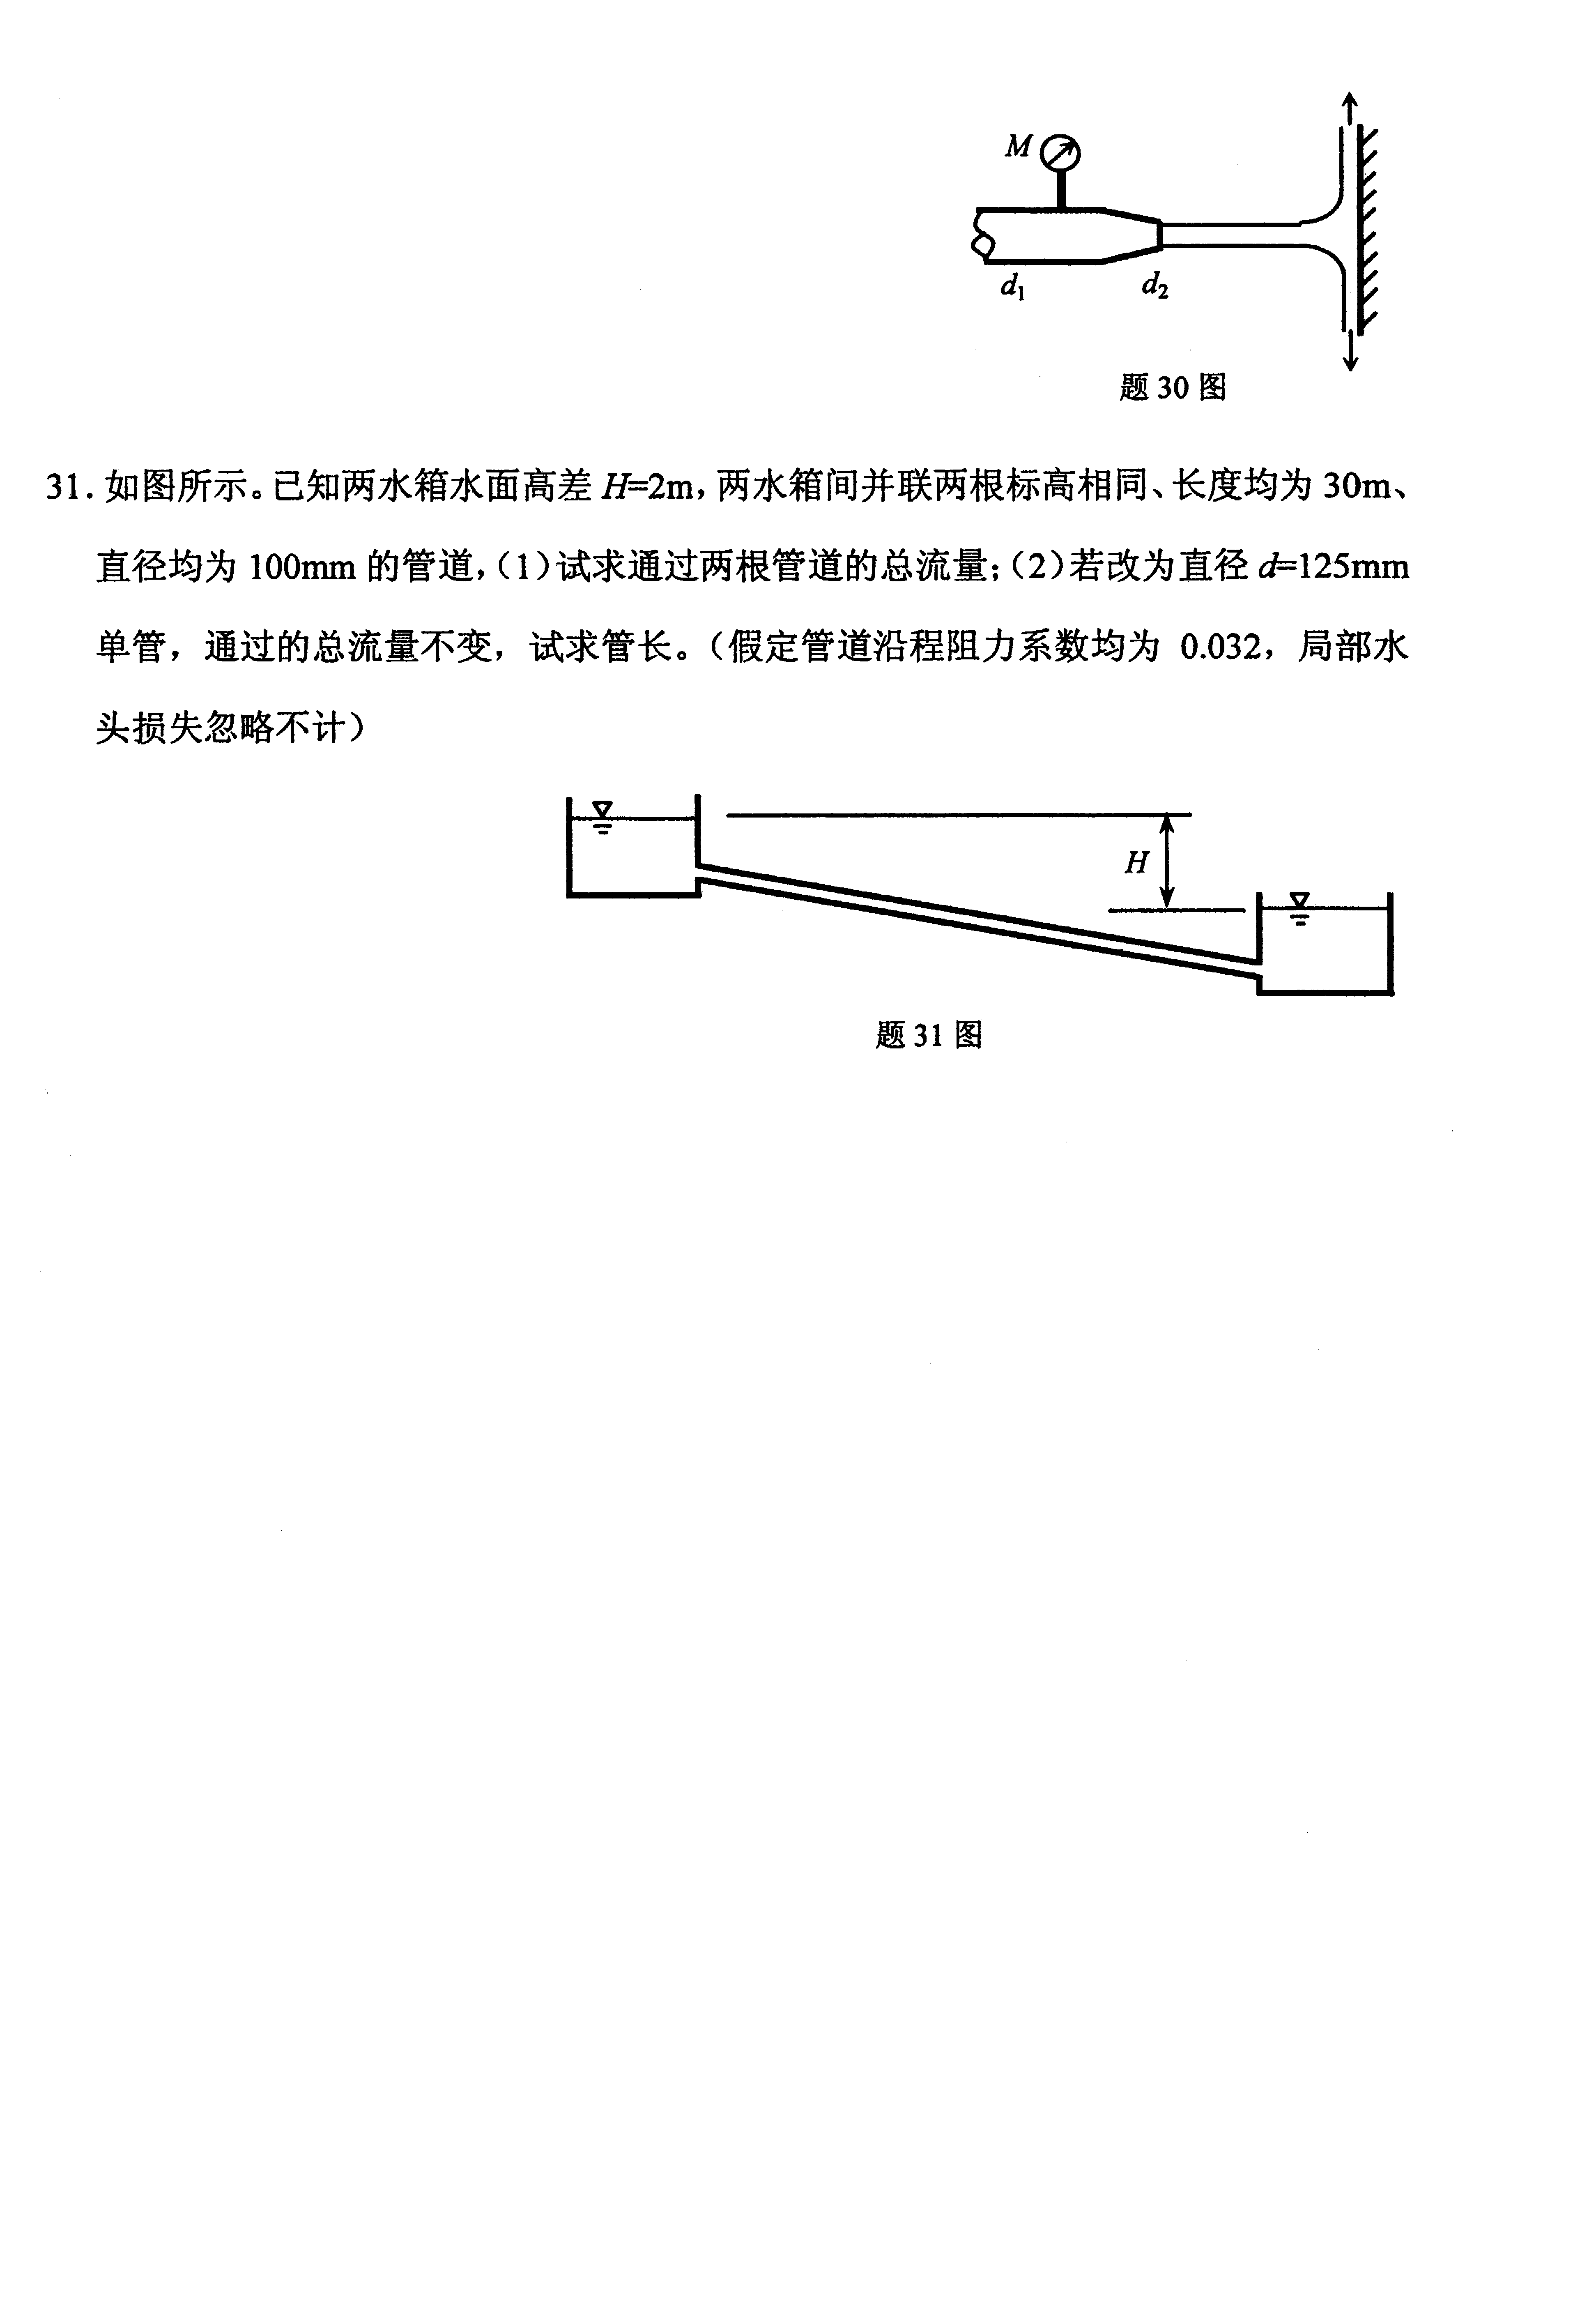 M
d₁
d₂
题 30 图
31. 如图所示。已知两水箱水面高差 H=2m, 两水箱间并联两根标高相同、长度均为 30m、
直径均为 100mm 的管道, (1) 试求通过两根管道的总流量; (2) 若改为直径 d=125mm
单管, 通过的总流量不变, 试求管长。(假定管道沿程阻力系数均为 0.032, 局部水
头损失忽略不计)
H
题 31 图